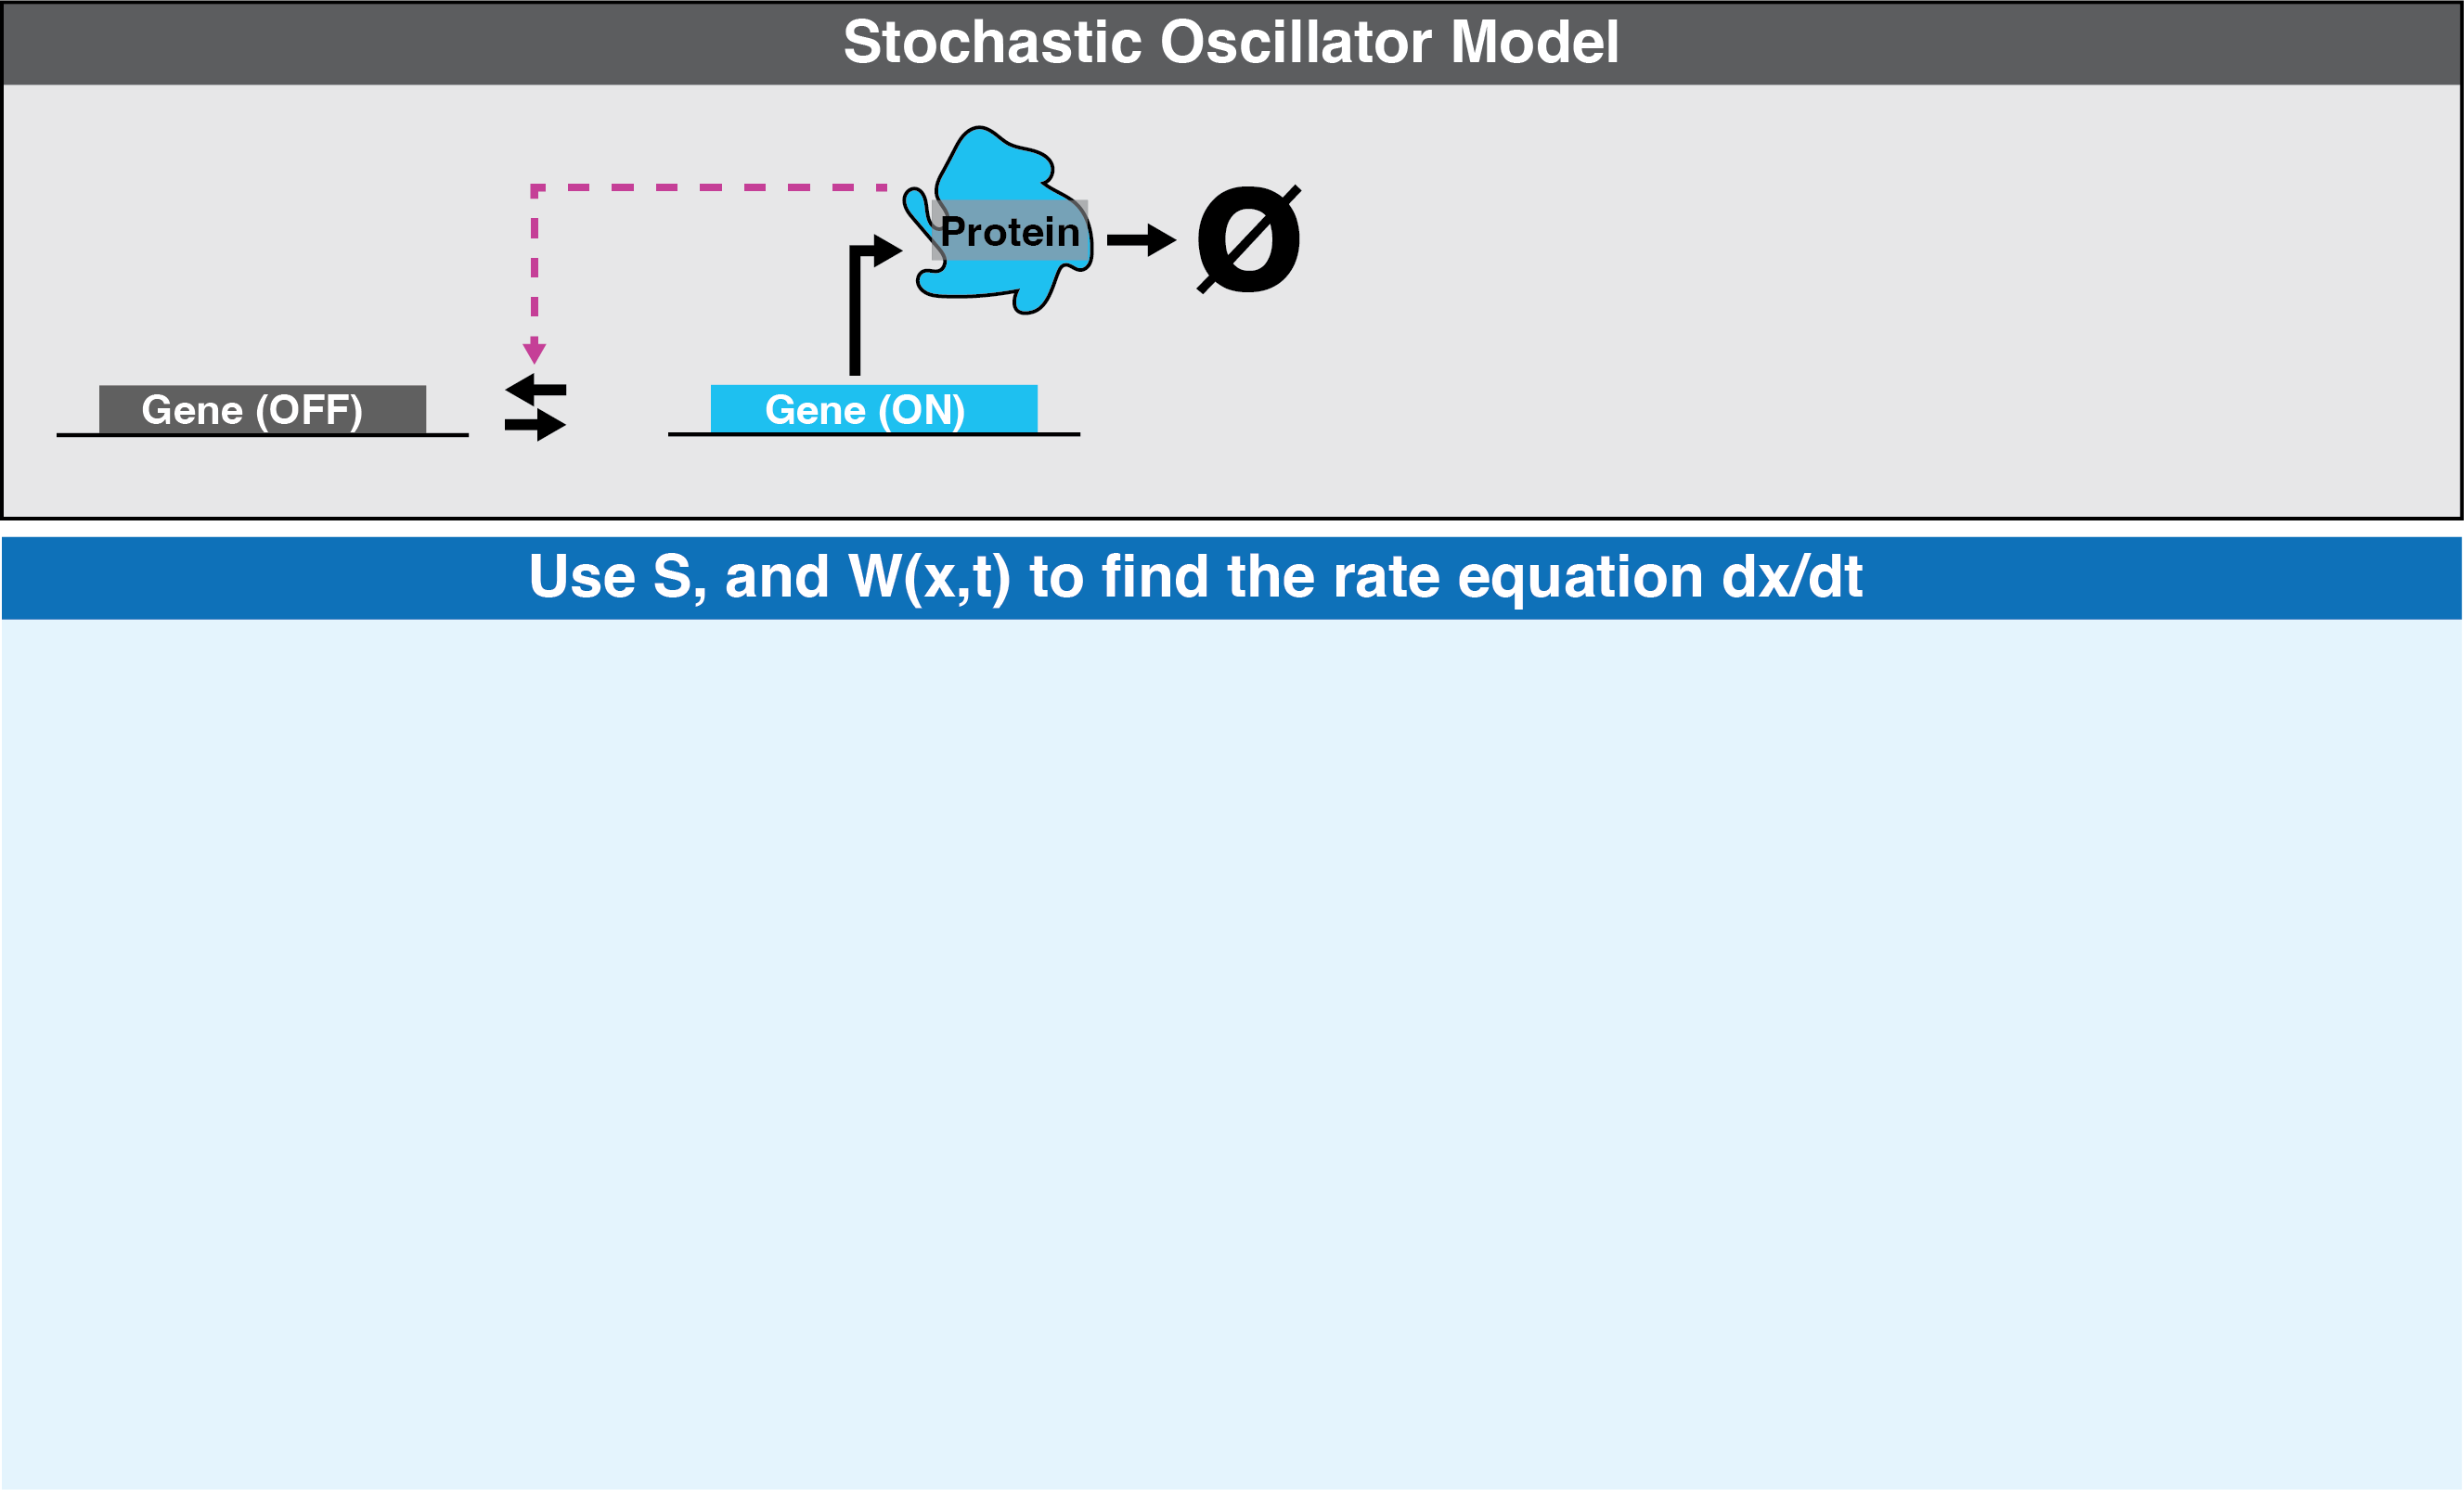 Stochastic Oscillator Model
Protein
Ø
Gene (OFF)
Gene (ON)
Use S, and W(x,t) to find the rate equation dx/dt